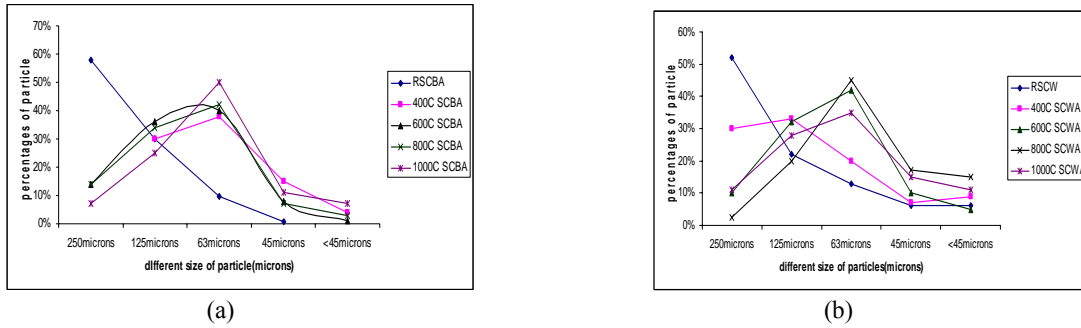 70%
60%
50%
40%
30%
20%
10%
0%
percentages of particle
250microns 125microns 63microns 45microns <45microns
different size of particle(microns)
RSCBA
400C SCBA
600C SCBA
800C SCBA
1000C SCBA
(a)
60%
50%
40%
30%
20%
10%
0%
percentages of particle
250microns 125microns 63microns 45microns <45microns
different size of particles(microns)
RSCW
400C SCWA
600C SCWA
800C SCWA
1000C SCWA
(b)